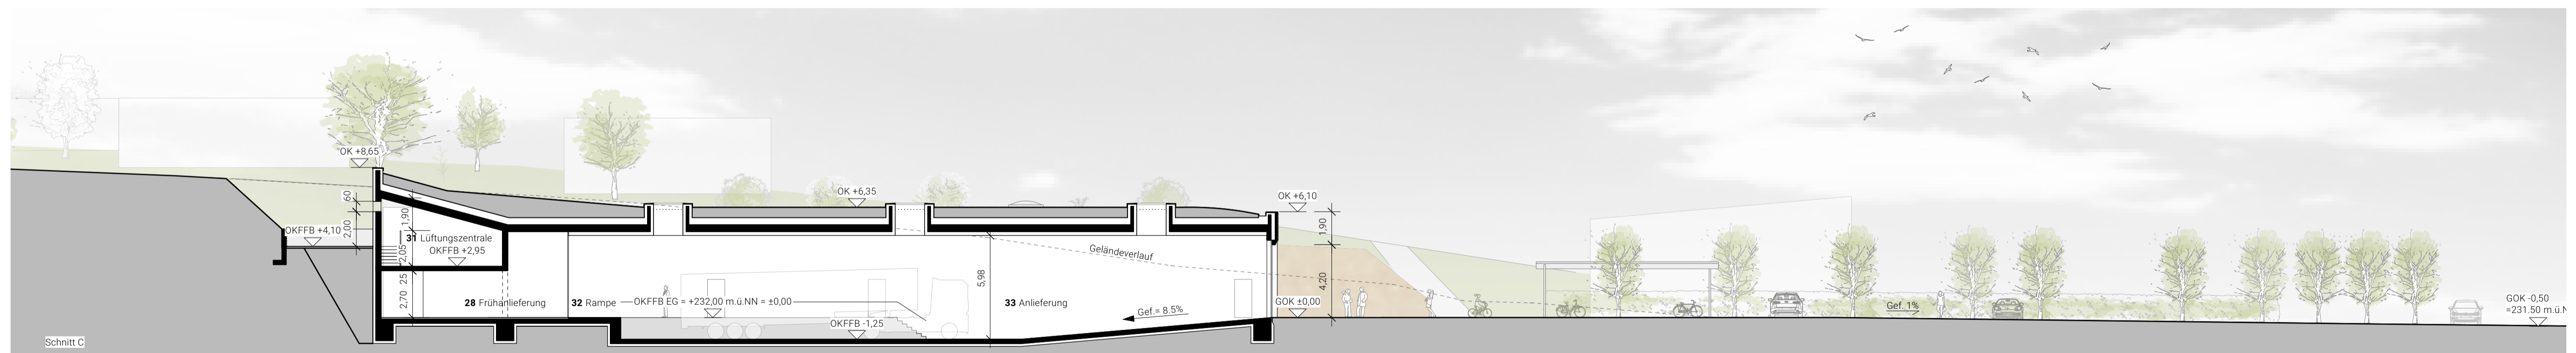 OK +8,65
60
1,90
2,00
OKFFB +4,10
31 Lüftungszentrale
OKFFB +2,95
2,05
25
2,70
28 Frühanlieferung
32 Rampe
OKFFB EG = +232,00 m.ü.NN = ±0,00
OK +6,35
OKFFB -1,25
5,98
33 Anlieferung
Geländeverlauf
Gef.= 8.5%
OK +6,10
1,90
4,20
GOK ±0,00
Gef. 1%
GOK -0,50
=231.50 m.ü.N
Schnitt C